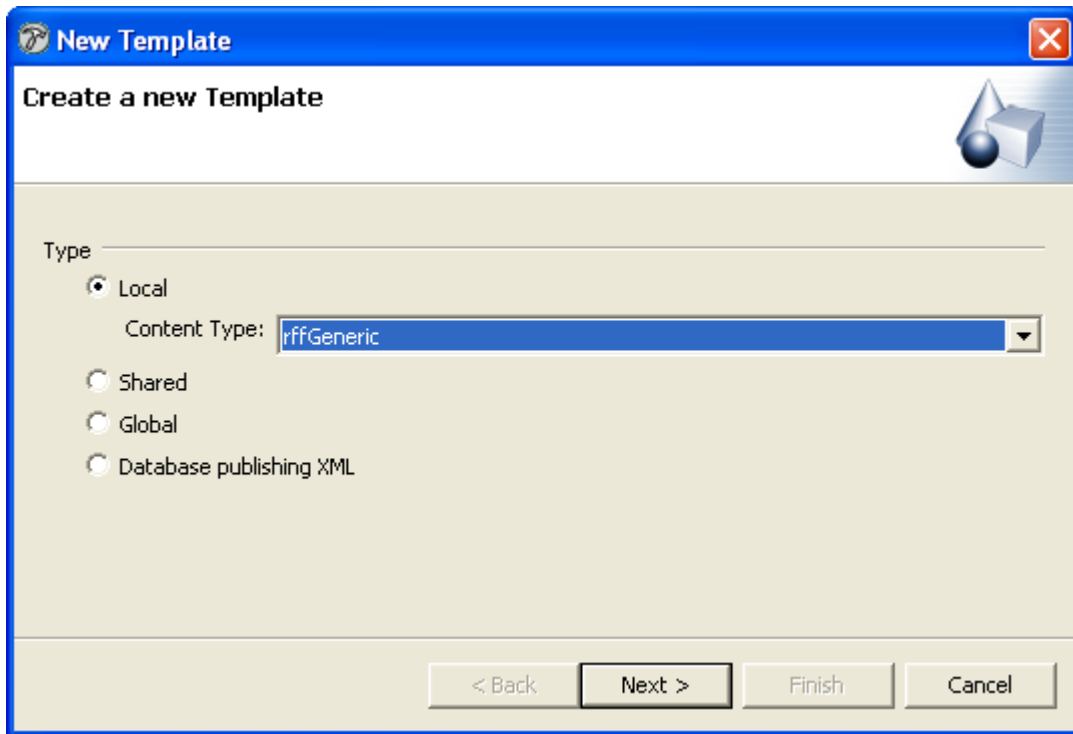 New Template
Create a new Template
Type
Local
Content Type: rffGeneric
Shared
Global
Database publishing XML
< Back Next > Finish Cancel